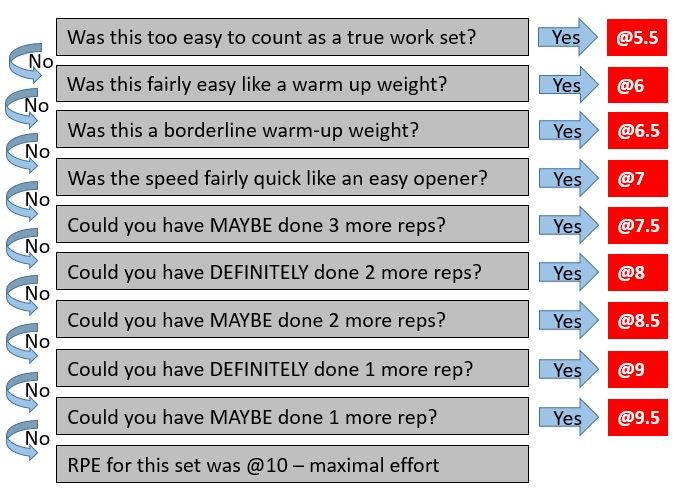 Was this too easy to count as a true work set? Yes @5.5
No
Was this fairly easy like a warm up weight? Yes @6
No
Was this a borderline warm-up weight? Yes @6.5
No
Was the speed fairly quick like an easy opener? Yes @7
No
Could you have MAYBE done 3 more reps? Yes @7.5
No
Could you have DEFINITELY done 2 more reps? Yes @8
No
Could you have MAYBE done 2 more reps? Yes @8.5
No
Could you have DEFINITELY done 1 more rep? Yes @9
No
Could you have MAYBE done 1 more rep? Yes @9.5
No
RPE for this set was @10 – maximal effort